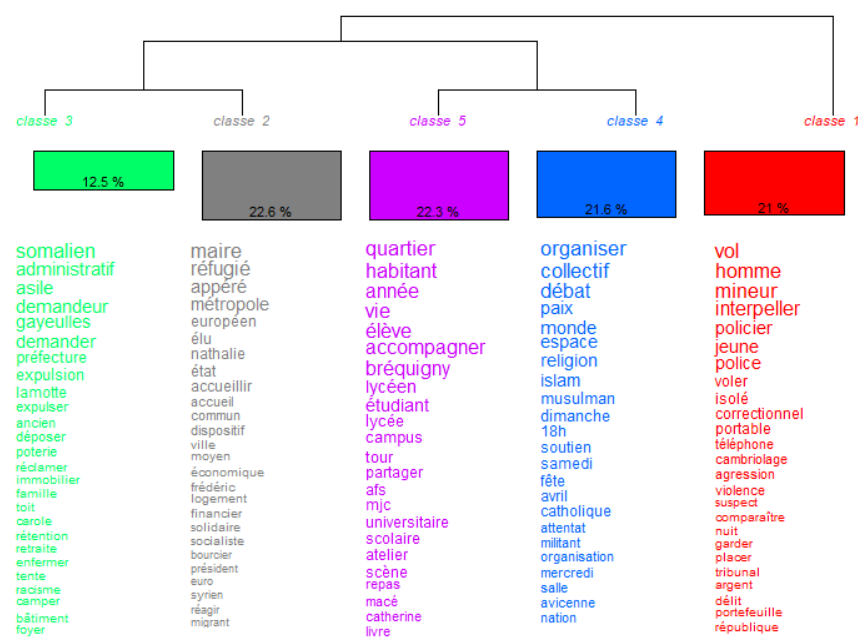 classe 3
classe 2
classe 5
classe 4
classe 1
12.5 %
22.6 %
22.3 %
21.6 %
21 %
somalien
administratif
asile
demandeur
gayeulles
demander
préfecture
expulsion
lamotte
expulser
ancien
déposer
poterie
réclamer
immobilier
famille
toit
carole
rétention
retraite
enfermer
tente
racisme
camper
bâtiment
foyer
maire
réfugié
appéré
métropole
européen
élu
nathalie
état
accueillir
accueil
commun
dispositif
ville
moyen
économique
frédéric
logement
financier
solidaire
socialiste
bourcier
président
euro
syrien
réagir
migrant
quartier
habitant
année
vie
élève
accompagner
bréquigny
lycéen
étudiant
lycée
campus
tour
partager
afs
mjc
universitaire
scolaire
atelier
scène
repas
macé
catherine
livre
organiser
collectif
débat
paix
monde
espace
religion
islam
musulman
dimanche
18h
soutien
samedi
fête
avril
catholique
attentat
militant
organisation
mercredi
salle
avicenne
nation
vol
homme
mineur
interpeller
policier
jeune
police
voler
isolé
correctionnel
portable
téléphone
cambriolage
agression
violence
suspect
comparaître
nuit
garder
placer
tribunal
argent
délit
portefeuille
république